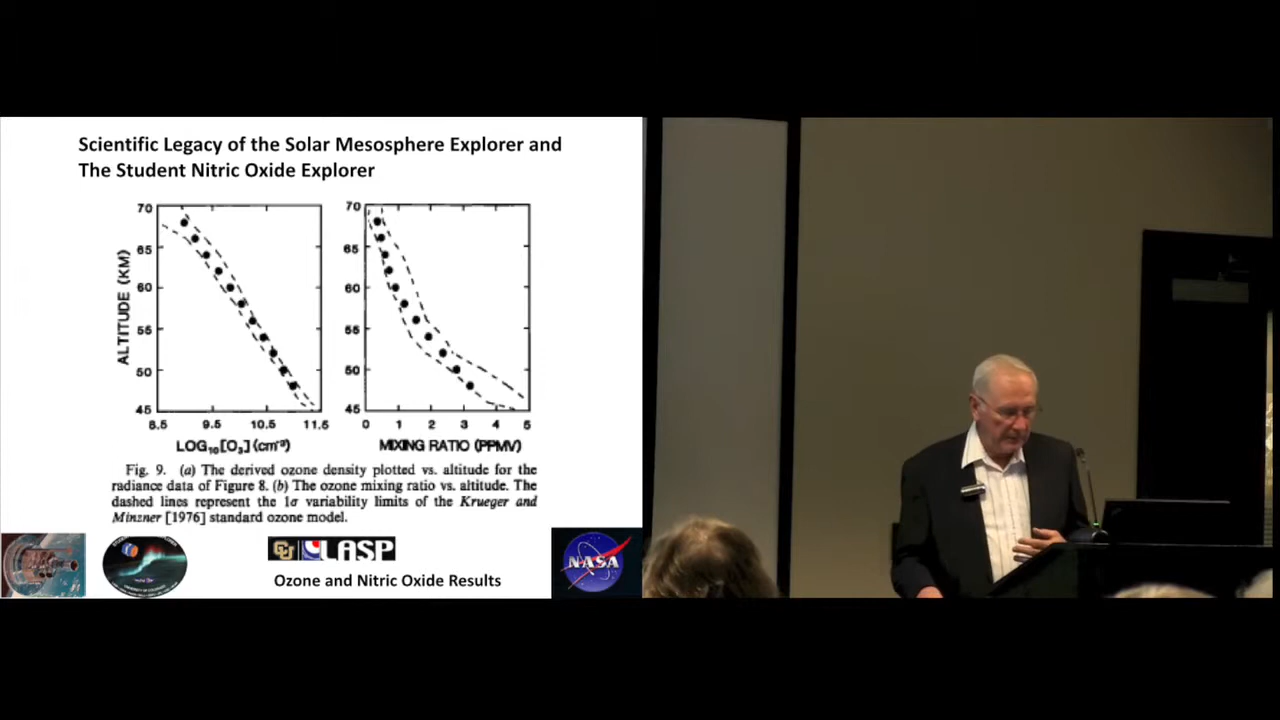 Scientific Legacy of the Solar Mesosphere Explorer and
The Student Nitric Oxide Explorer
70
65
60
55
50
45
ALTITUDE (KM)
8.5 9.5 10.5 11.5
LOG₁₀[O₃] (cm⁻³)
70
65
60
55
50
45
0 1 2 3 4 5
MIXING RATIO (PPMV)
Fig. 9. (a) The derived ozone density plotted vs. altitude for the
radiance data of Figure 8. (b) The ozone mixing ratio vs. altitude. The
dashed lines represent the 1σ variability limits of the Krueger and
Minzner [1976] standard ozone model.
CU LASP
Ozone and Nitric Oxide Results
NASA